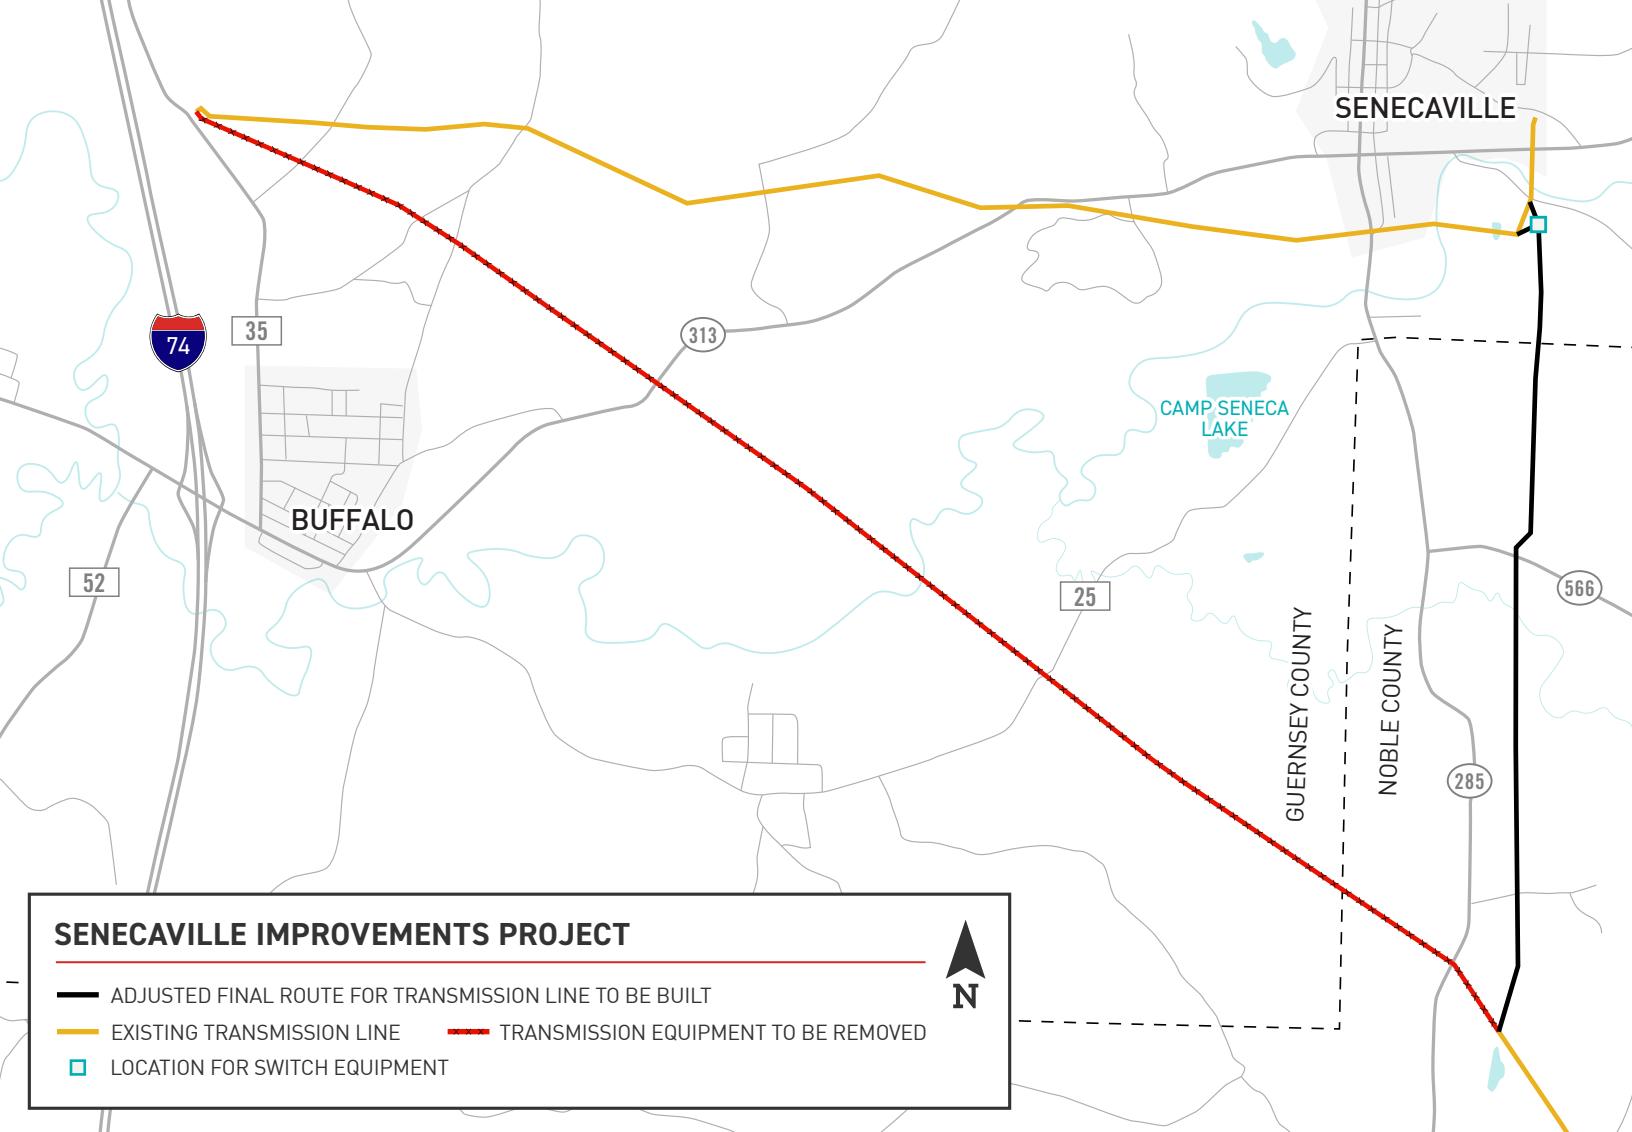 SENECAVILLE
74
35
313
CAMP SENECA
LAKE
BUFFALO
52
25
566
GUERNSEY COUNTY
NOBLE COUNTY
285
SENECAVILLE IMPROVEMENTS PROJECT
ADJUSTED FINAL ROUTE FOR TRANSMISSION LINE TO BE BUILT
EXISTING TRANSMISSION LINE
TRANSMISSION EQUIPMENT TO BE REMOVED
LOCATION FOR SWITCH EQUIPMENT
N